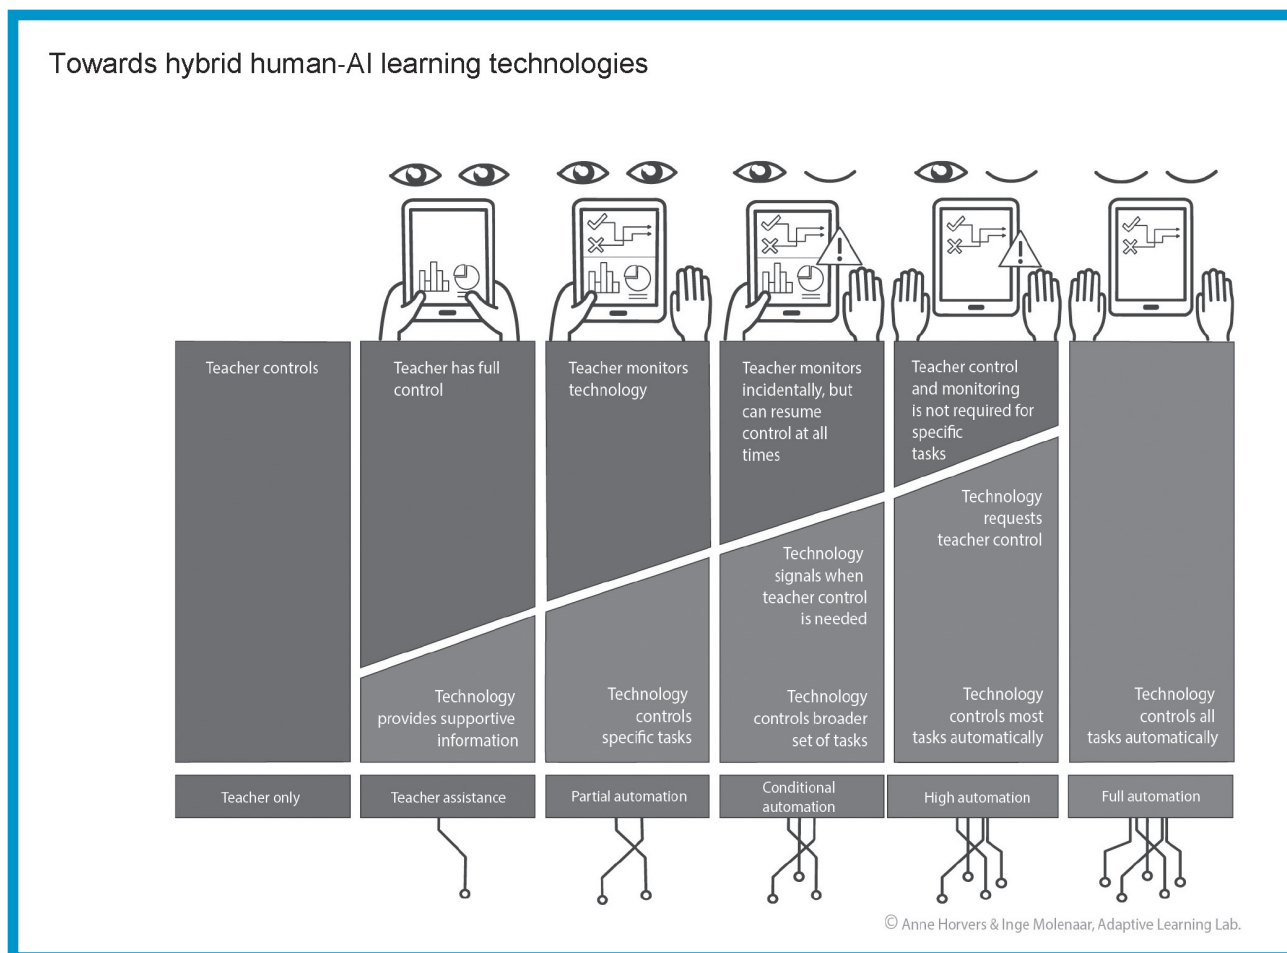 Towards hybrid human-AI learning technologies
Teacher controls
Teacher has full
control
Teacher monitors
technology
Teacher monitors
incidentally, but
can resume
control at all
times
Teacher control
and monitoring
is not required for
specific
tasks
Technology
provides supportive
information
Technology
controls
specific tasks
Technology
signals when
teacher control
is needed
Technology
controls broader
set of tasks
Technology
requests
teacher control
Technology
controls most
tasks automatically
Technology
controls all
tasks automatically
Teacher only
Teacher assistance
Partial automation
Conditional
automation
High automation
Full automation
© Anne Horvers & Inge Molenaar, Adaptive Learning Lab.